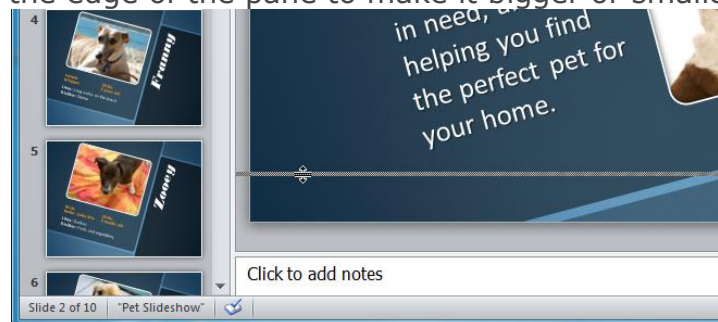 the edge of the pane to make it bigger or smalle
4
Franny
5
Zooey
6
in need, a
helping you find
the perfect pet for
your home.
Click to add notes
Slide 2 of 10
"Pet Slideshow"